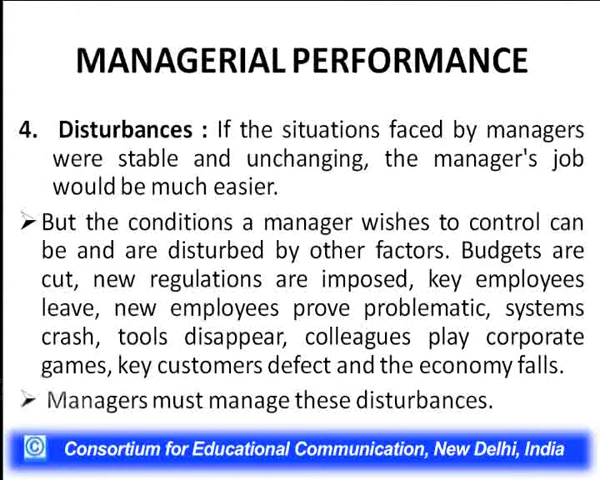 MANAGERIAL PERFORMANCE
4. Disturbances : If the situations faced by managers
were stable and unchanging, the manager's job
would be much easier.
➢ But the conditions a manager wishes to control can
be and are disturbed by other factors. Budgets are
cut, new regulations are imposed, key employees
leave, new employees prove problematic, systems
crash, tools disappear, colleagues play corporate
games, key customers defect and the economy falls.
➢ Managers must manage these disturbances.
© Consortium for Educational Communication, New Delhi, India